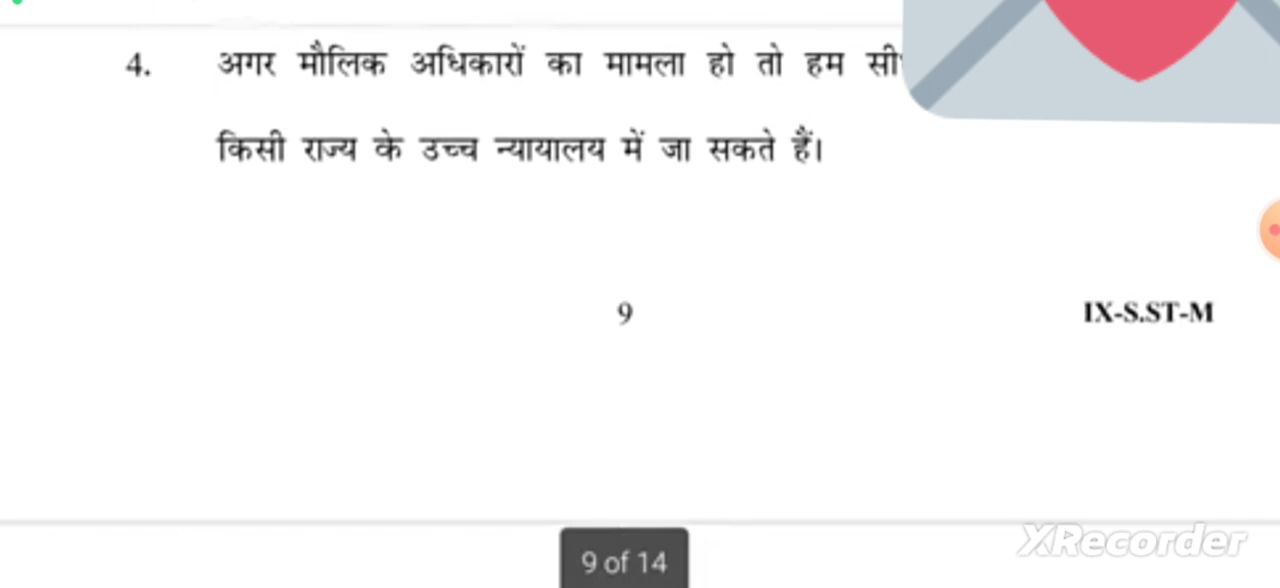 4. अगर मौलिक अधिकारों का मामला हो तो हम
किसी राज्य के उच्च न्यायालय में जा सकते हैं।
9 IX-S.ST-M
9 of 14
XRecorder